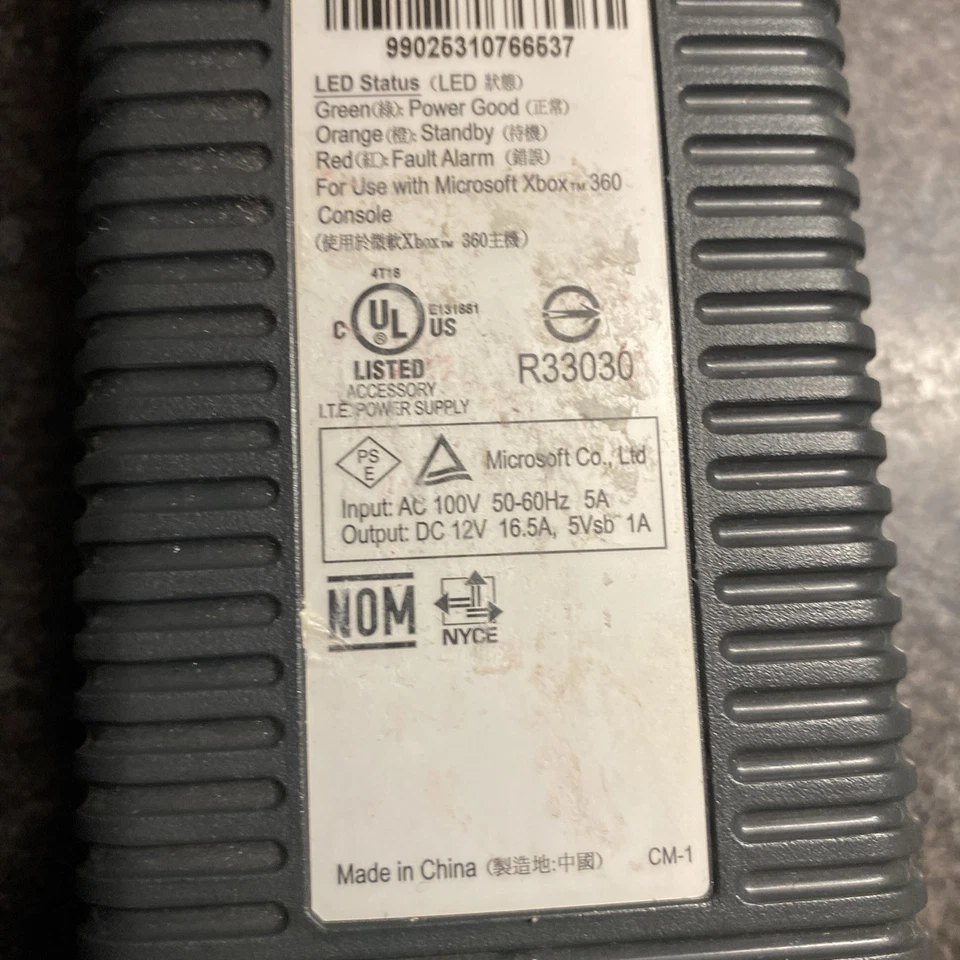 99025310766537
LED Status (LED 狀態)
Green(綠): Power Good (正常)
Orange (橙): Standby (待機)
Red(紅): Fault Alarm (錯誤)
For Use with Microsoft Xbox™ 360
Console
(使用於微軟Xbox™ 360主機)
4T18
C UL ® US E131881
LISTED
ACCESSORY
I.T.E. POWER SUPPLY
R33030
PS
E
Microsoft Co., Ltd
Input: AC 100V 50-60Hz 5A
Output: DC 12V 16.5A, 5Vsb 1A
NOM
NYCE
Made in China (製造地:中國) CM-1